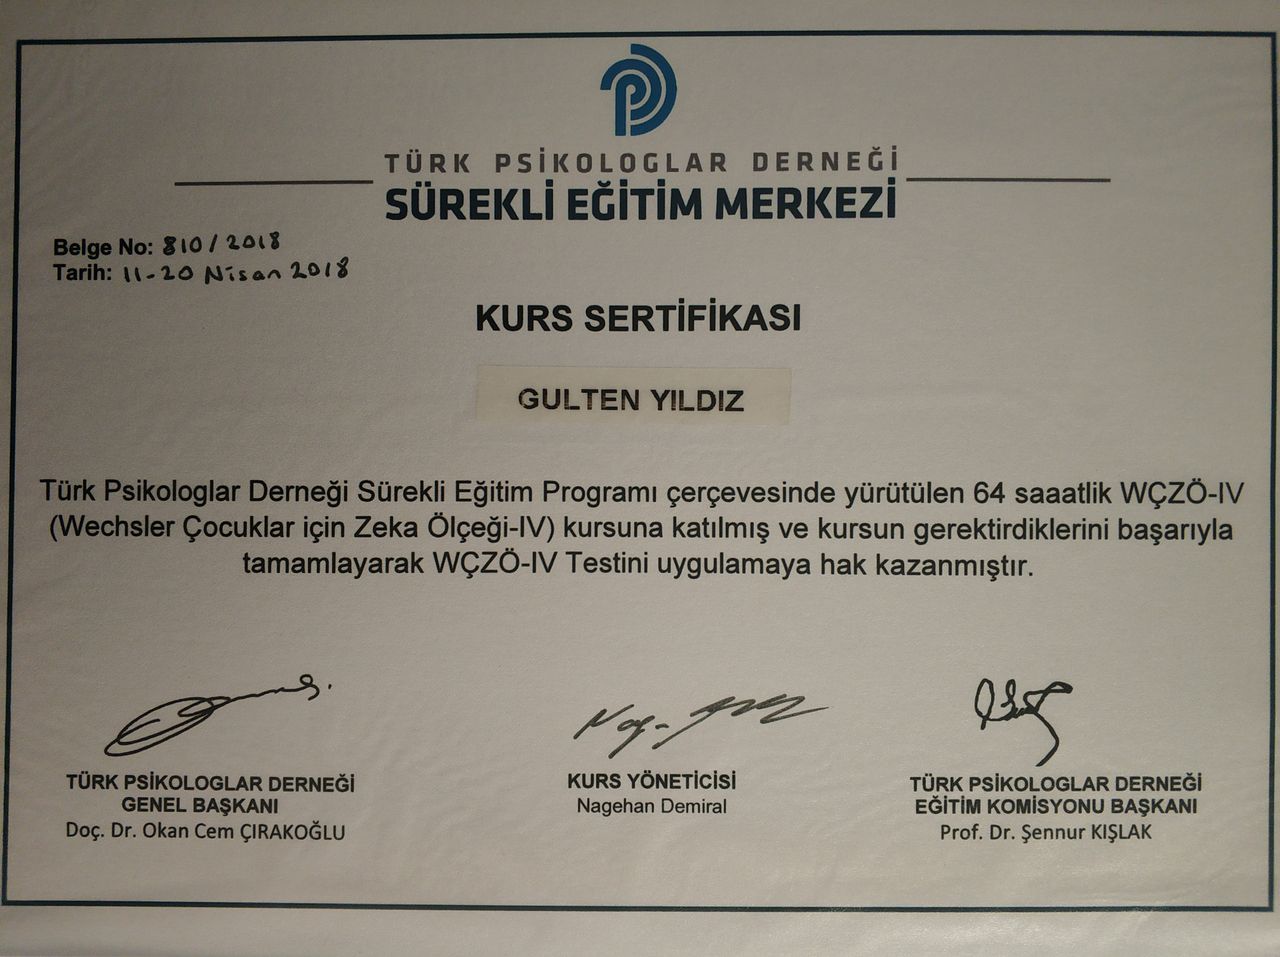 TÜRK PSİKOLOGLAR DERNEĞİ
SÜREKLİ EĞİTİM MERKEZİ
Belge No: 810/2018
Tarih: 11-20 Nisan 2018
KURS SERTİFİKASI
GULTEN YILDIZ
Türk Psikologlar Derneği Sürekli Eğitim Programı çerçevesinde yürütülen 64 saaatlik WÇZÖ-IV
(Wechsler Çocuklar için Zeka Ölçeği-IV) kursuna katılmış ve kursun gerektirdiklerini başarıyla
tamamlayarak WÇZÖ-IV Testini uygulamaya hak kazanmıştır.
TÜRK PSİKOLOGLAR DERNEĞİ
GENEL BAŞKANI
Doç. Dr. Okan Cem ÇIRAKOĞLU
KURS YÖNETİCİSİ
Nagehan Demiral
TÜRK PSİKOLOGLAR DERNEĞİ
EĞİTİM KOMİSYONU BAŞKANI
Prof. Dr. Şennur KIŞLAK